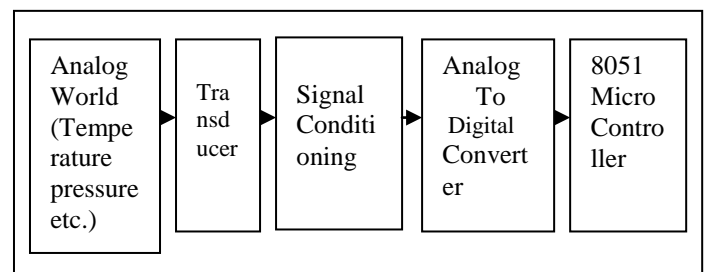 Analog
World
(Tempe
rature
pressure
etc.)
Tra
nsd
ucer
Signal
Conditi
oning
Analog
To
Digital
Convert
er
8051
Micro
Contro
ller